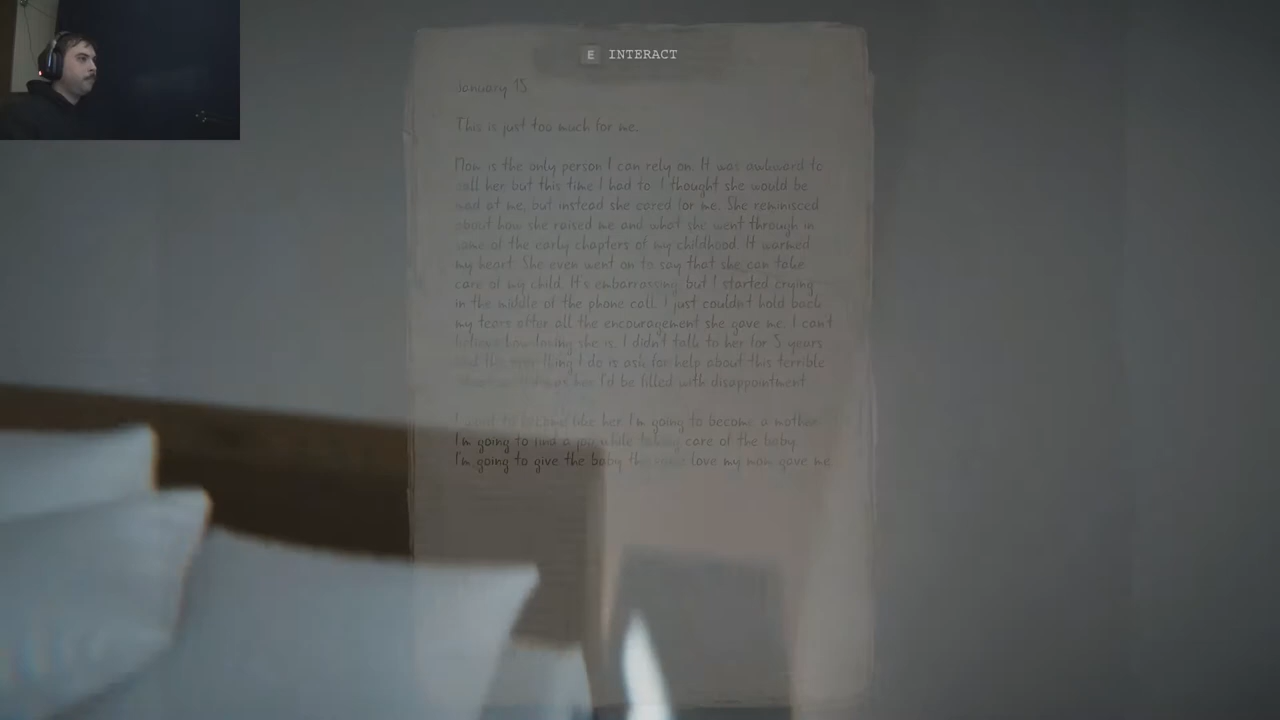 E INTERACT
January 15
This is just too much for me.
Mom is the only person I can rely on. It was awkward to
call her but this time I had to. I thought she would be
mad at me, but instead she cared for me. She reminisced
about how she raised me and what she went through in
some of the early chapters of my childhood. It warmed
my heart. She even went on to say that she can take
care of my child. It's embarrassing, but I started crying
in the middle of the phone call. I just couldn't hold back
my tears after all the encouragement she gave me. I can't
believe how loving she is. I didn't talk to her for 5 years
and the very thing I do is ask for help about this terrible
I'd be filled with disappointment
I want to become like her. I'm going to become a mother
I'm going to find a job while taking care of the baby.
I'm going to give the baby the same love my mom gave me